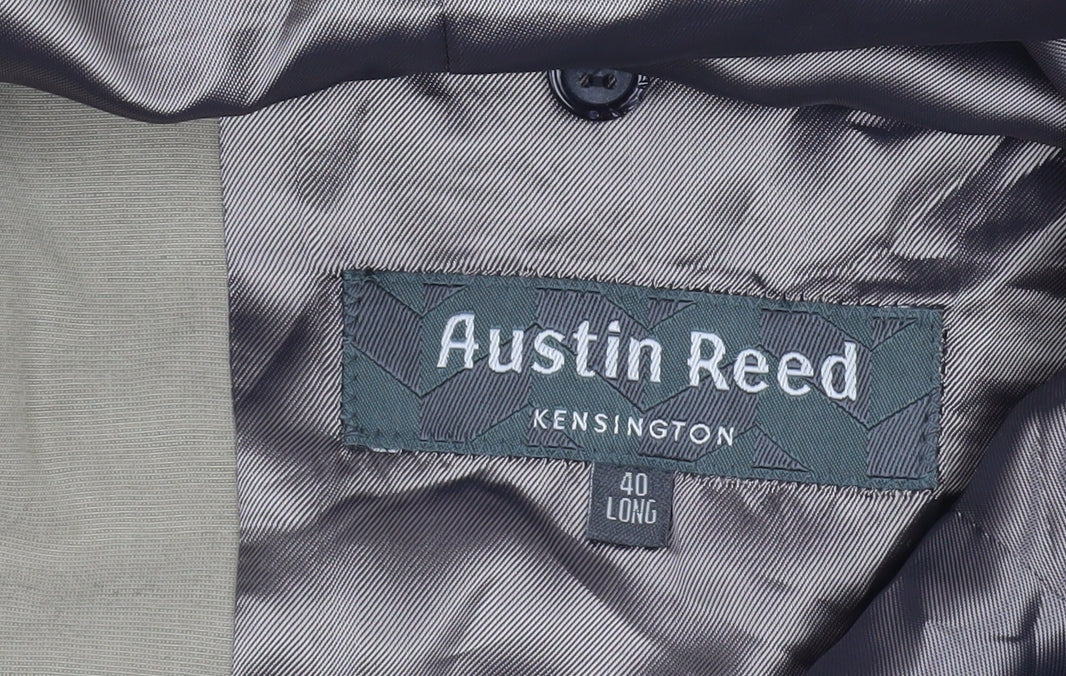 Austin Reed
KENSINGTON
40
LONG